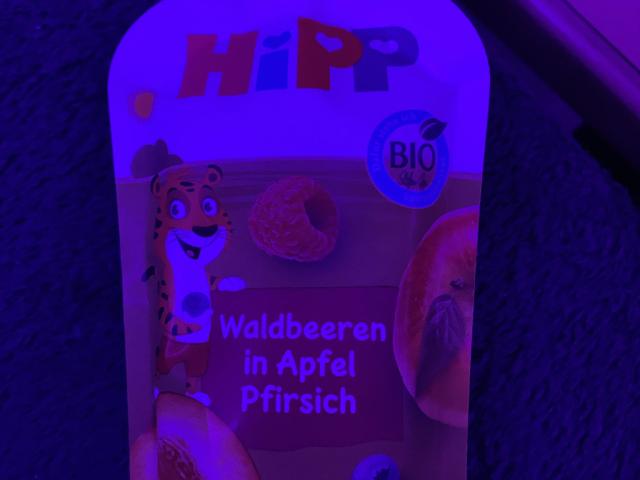 HiPP
BIO
Waldbeeren
in Apfel
Pfirsich